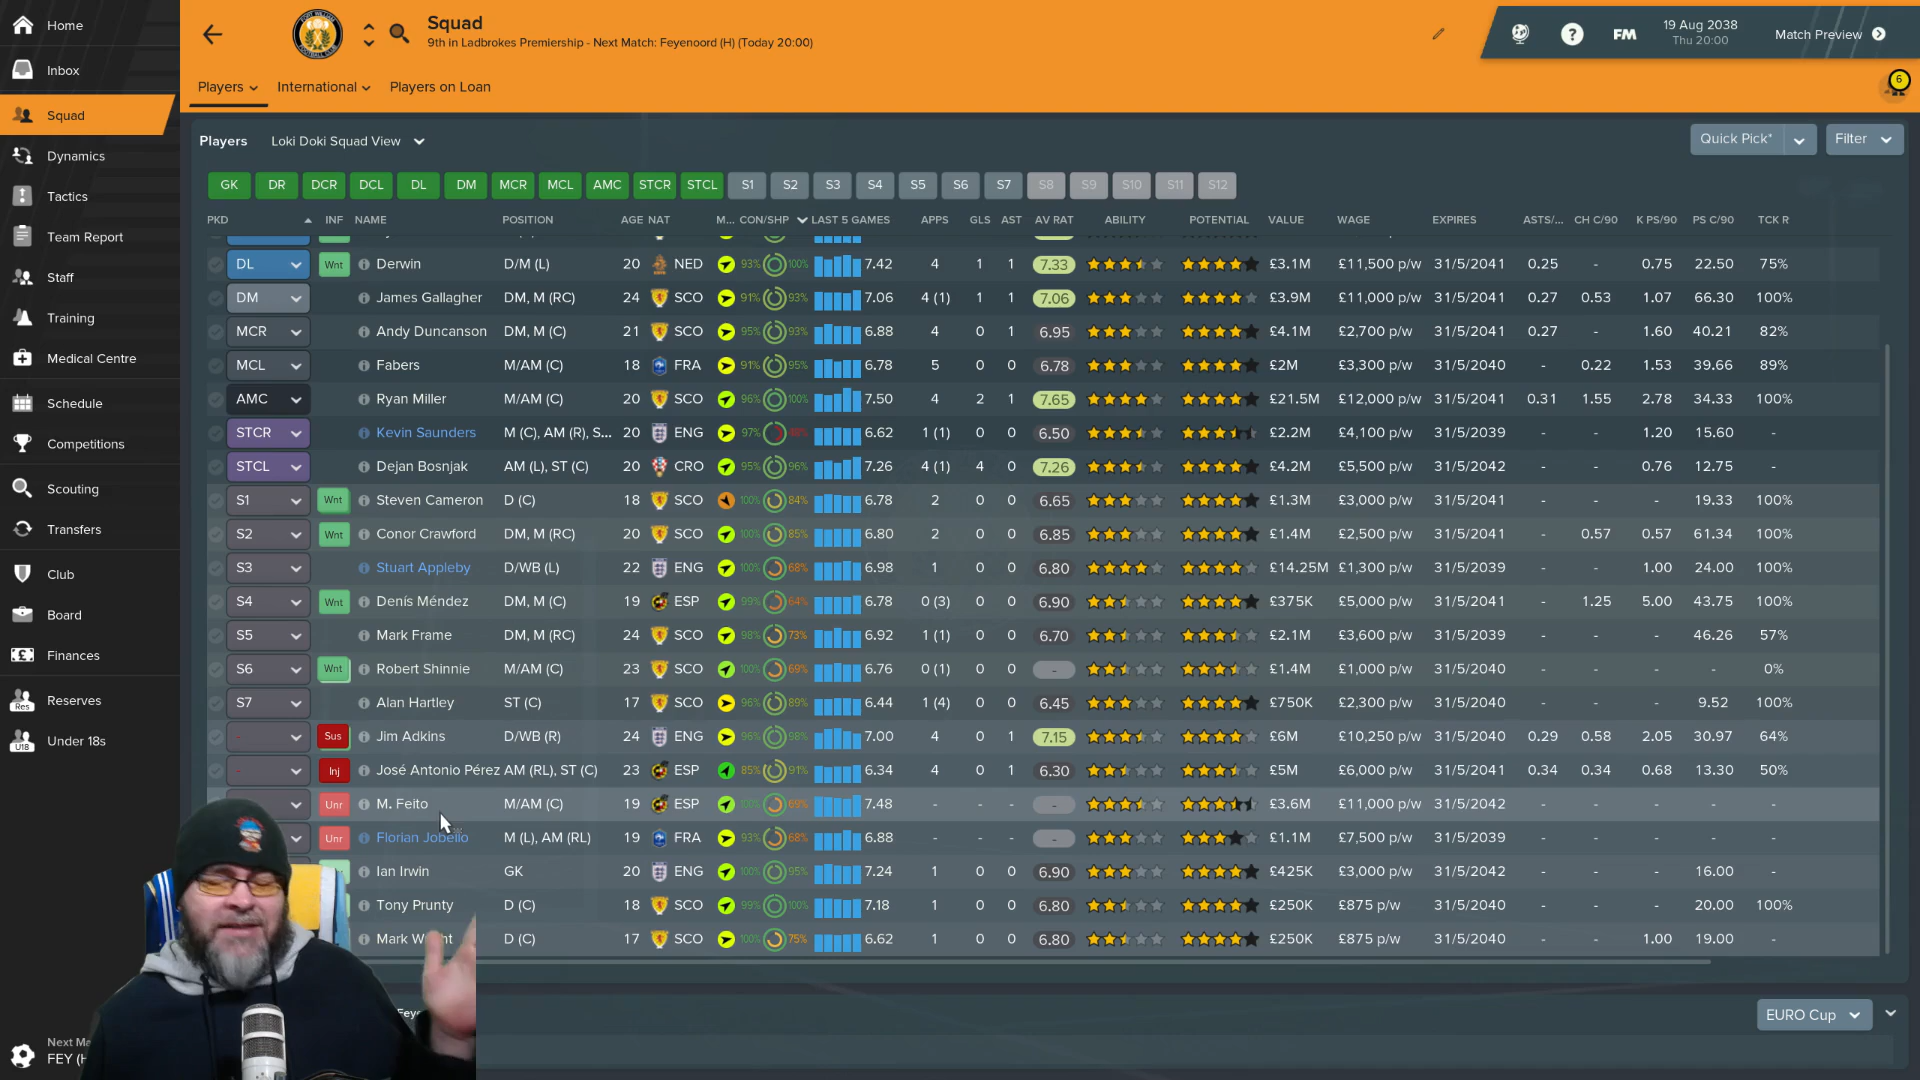 Home
Inbox
Squad
Dynamics
Tactics
Team Report
Staff
Training
Medical Centre
Schedule
Competitions
Scouting
Transfers
Club
Board
Finances
Reserves
Under 18s
Squad
9th in Ladbrokes Premiership - Next Match: Feyenoord (H) (Today 20:00)
FM
19 Aug 2038
Thu 20:00
Match Preview
Players International Players on Loan
6
Players Loki Doki Squad View Quick Pick* Filter
GK DR DCR DCL DL DM MCR MCL AMC STCR STCL S1 S2 S3 S4 S5 S6 S7 S8 S9 S10 S11 S12
PKD INF NAME POSITION AGE NAT M... CON/SHP LAST 5 GAMES APPS GLS AST AV RAT ABILITY POTENTIAL VALUE WAGE EXPIRES ASTS/... CH C/90 K PS/90 PS C/90 TCK R
DL Wnt Derwin D/M (L) 20 NED 93% 100% 7.42 4 1 1 7.33 £3.1M £11,500 p/w 31/5/2041 0.25 - 0.75 22.50 75%
DM James Gallagher DM, M (RC) 24 SCO 91% 93% 7.06 4 (1) 1 1 7.06 £3.9M £11,000 p/w 31/5/2041 0.27 0.53 1.07 66.30 100%
MCR Andy Duncanson DM, M (C) 21 SCO 95% 93% 6.88 4 0 1 6.95 £4.1M £2,700 p/w 31/5/2041 0.27 - 1.60 40.21 82%
MCL Fabers M/AM (C) 18 FRA 91% 95% 6.78 5 0 0 6.78 £2M £3,300 p/w 31/5/2040 - 0.22 1.53 39.66 89%
AMC Ryan Miller M/AM (C) 20 SCO 96% 100% 7.50 4 2 1 7.65 £21.5M £12,000 p/w 31/5/2041 0.31 1.55 2.78 34.33 100%
STCR Kevin Saunders M (C), AM (R), S... 20 ENG 97% 6.62 1 (1) 0 0 6.50 £2.2M £4,100 p/w 31/5/2039 - - 1.20 15.60 -
STCL Dejan Bosnjak AM (L), ST (C) 20 CRO 95% 96% 7.26 4 (1) 4 0 7.26 £4.2M £5,500 p/w 31/5/2042 - - 0.76 12.75 -
S1 Wnt Steven Cameron D (C) 18 SCO 100% 84% 6.78 2 0 0 6.65 £1.3M £3,000 p/w 31/5/2041 - - - 19.33 100%
S2 Wnt Conor Crawford DM, M (RC) 20 SCO 100% 85% 6.80 2 0 0 6.85 £1.4M £2,500 p/w 31/5/2041 - 0.57 0.57 61.34 100%
S3 Stuart Appleby D/WB (L) 22 ENG 100% 68% 6.98 1 0 0 6.80 £14.25M £1,300 p/w 31/5/2039 - - 1.00 24.00 100%
S4 Wnt Denís Méndez DM, M (C) 19 ESP 99% 64% 6.78 0 (3) 0 0 6.90 £375K £5,000 p/w 31/5/2041 - 1.25 5.00 43.75 100%
S5 Mark Frame DM, M (RC) 24 SCO 98% 73% 6.92 1 (1) 0 0 6.70 £2.1M £3,600 p/w 31/5/2039 - - - 46.26 57%
S6 Wnt Robert Shinnie M/AM (C) 23 SCO 100% 69% 6.76 0 (1) 0 0 - £1.4M £1,000 p/w 31/5/2040 - - - - 0%
S7 Alan Hartley ST (C) 17 SCO 96% 89% 6.44 1 (4) 0 0 6.45 £750K £2,300 p/w 31/5/2040 - - - 9.52 100%
- Sus Jim Adkins D/WB (R) 24 ENG 96% 98% 7.00 4 0 1 7.15 £6M £10,250 p/w 31/5/2040 0.29 0.58 2.05 30.97 64%
- Inj José Antonio Pérez AM (RL), ST (C) 23 ESP 85% 91% 6.34 4 0 1 6.30 £5M £6,000 p/w 31/5/2041 0.34 0.34 0.68 13.30 50%
Unr M. Feito M/AM (C) 19 ESP 100% 69% 7.48 - - - - £3.6M £11,000 p/w 31/5/2042 - - - - -
Unr Florian Jobello M (L), AM (RL) 19 FRA 93% 68% 6.88 - - - - £1.1M £7,500 p/w 31/5/2039 - - - - -
Ian Irwin GK 20 ENG 100% 95% 7.24 1 0 0 6.90 £425K £3,000 p/w 31/5/2042 - - - 16.00 -
Tony Prunty D (C) 18 SCO 99% 100% 7.18 1 0 0 6.80 £250K £875 p/w 31/5/2040 - - - 20.00 100%
Mark D (C) 17 SCO 100% 75% 6.62 1 0 0 6.80 £250K £875 p/w 31/5/2040 - - 1.00 19.00 -
EURO Cup
Next
FEY